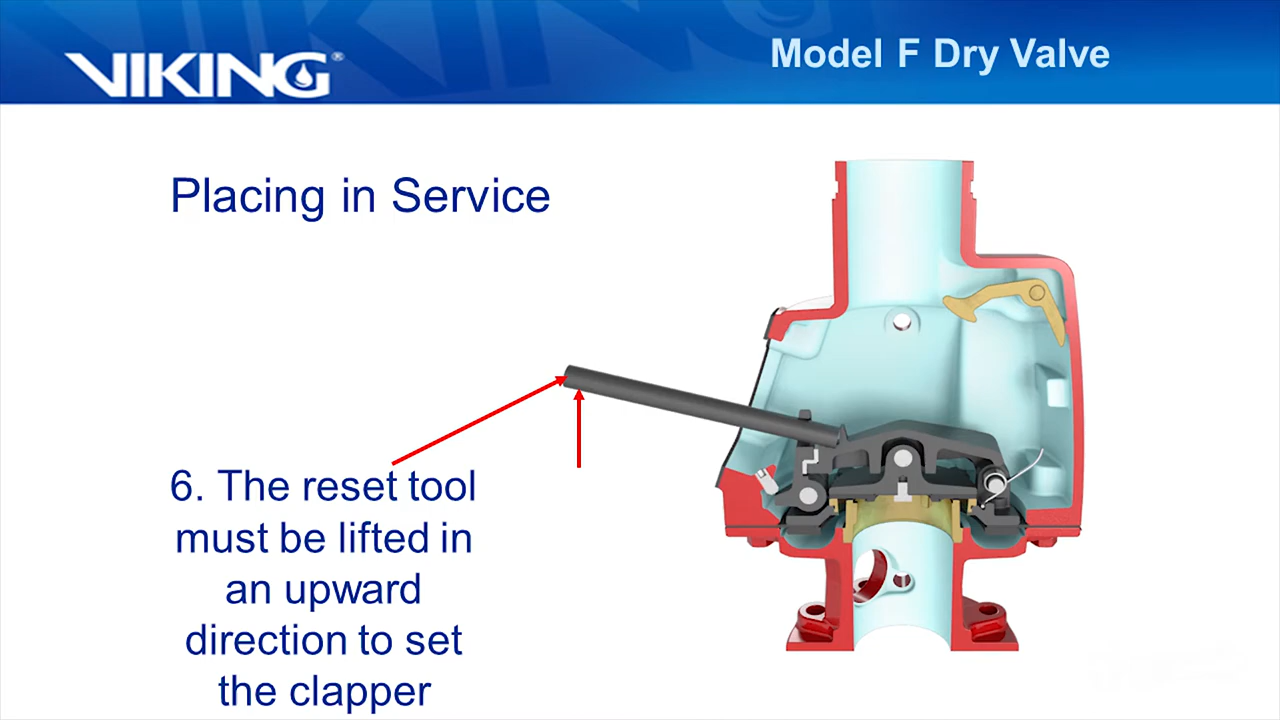 VIKING®
Model F Dry Valve
Placing in Service
6. The reset tool
must be lifted in
an upward
direction to set
the clapper